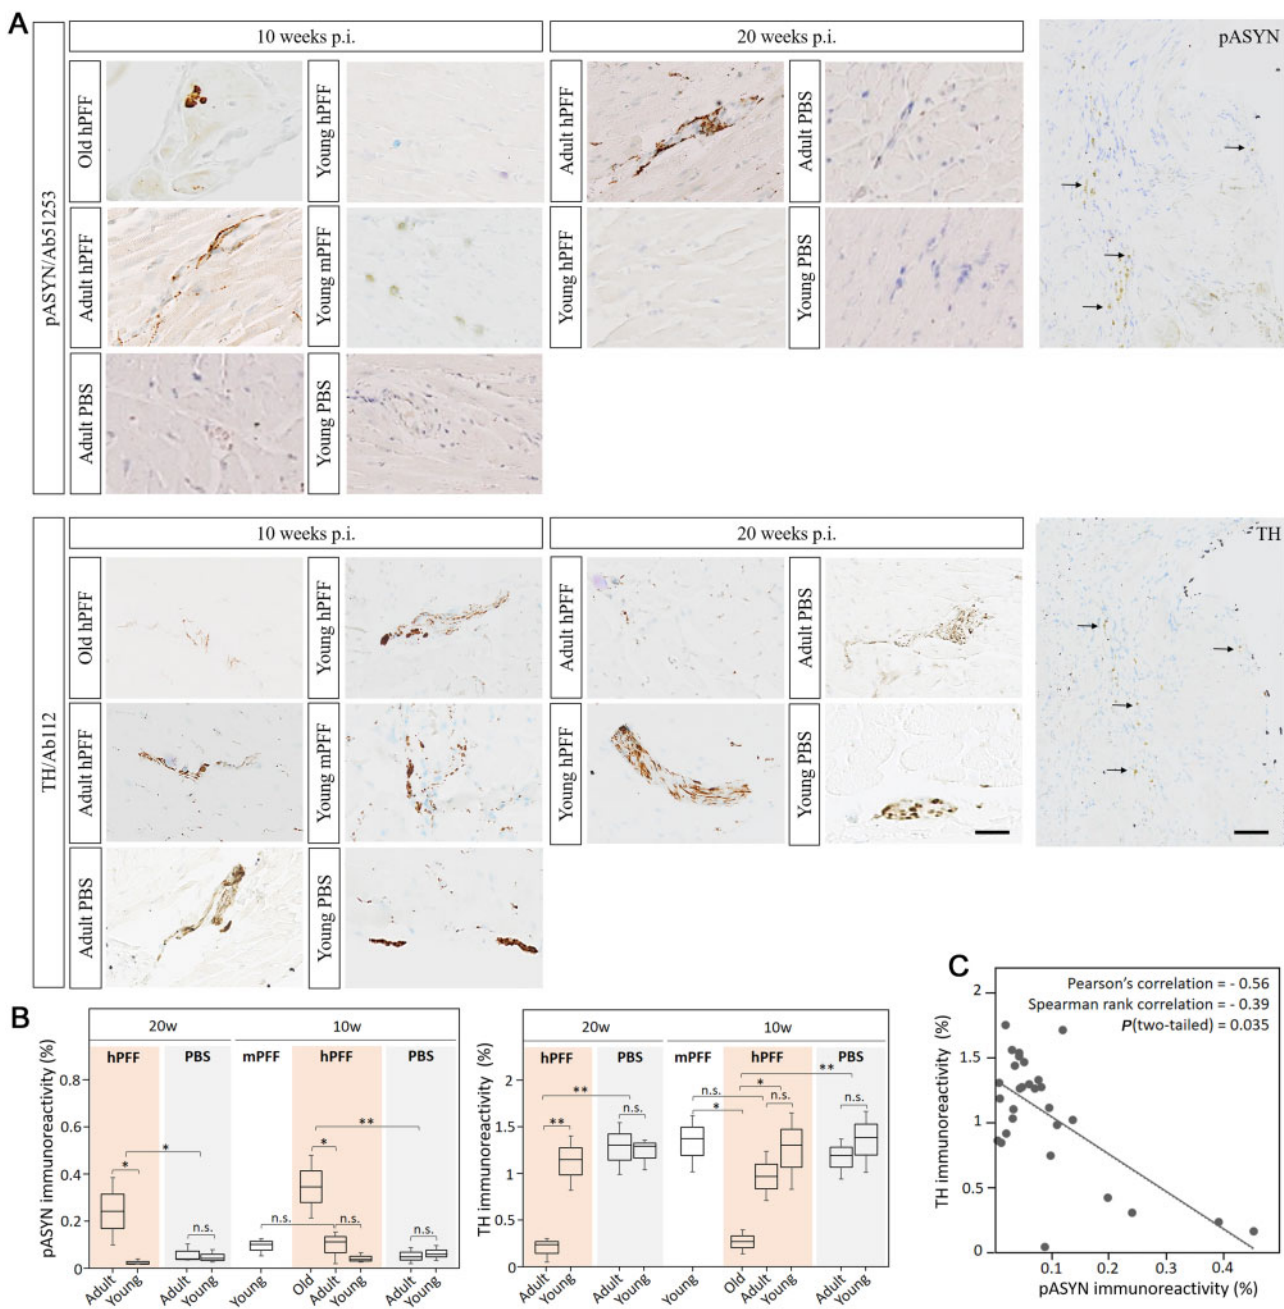 A
10 weeks p.i.
20 weeks p.i.
pASYN
pASYN/Ab51253
Old hPFF
Young hPFF
Adult hPFF
Adult PBS
Adult hPFF
Young mPFF
Young hPFF
Young PBS
Adult PBS
Young PBS
10 weeks p.i.
20 weeks p.i.
TH
TH/Ab112
Old hPFF
Young hPFF
Adult hPFF
Adult PBS
Adult hPFF
Young mPFF
Young hPFF
Young PBS
Adult PBS
Young PBS
B
20w
10w
hPFF
PBS
mPFF
hPFF
PBS
pASYN immunoreactivity (%)
0.8
0.6
0.4
0.2
0
*
*
n.s.
n.s.
**
*
n.s.
n.s.
Adult
Young
Adult
Young
Young
Old
Adult
Young
Adult
Young
20w
10w
hPFF
PBS
mPFF
hPFF
PBS
TH immunoreactivity (%)
2
1.5
1
0.5
0
**
**
n.s.
n.s.
*
*
n.s.
**
n.s.
Adult
Young
Adult
Young
Young
Old
Adult
Young
Adult
Young
C
Pearson's correlation = - 0.56
Spearman rank correlation = - 0.39
P(two-tailed) = 0.035
TH immunoreactivity (%)
2
1.5
1
0.5
0
0.1
0.2
0.3
0.4
pASYN immunoreactivity (%)